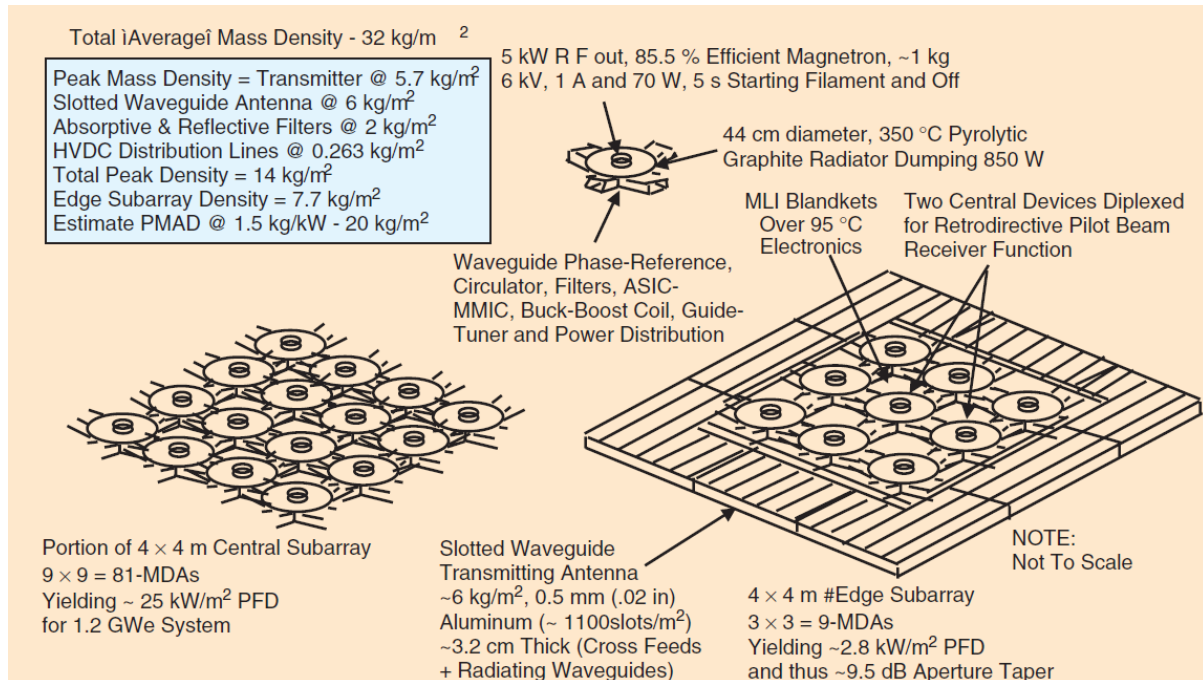 Total ìAverageî Mass Density - 32 kg/m 2
Peak Mass Density = Transmitter @ 5.7 kg/m2
Slotted Waveguide Antenna @ 6 kg/m2
Absorptive & Reflective Filters @ 2 kg/m2
HVDC Distribution Lines @ 0.263 kg/m2
Total Peak Density = 14 kg/m2
Edge Subarray Density = 7.7 kg/m2
Estimate PMAD @ 1.5 kg/kW - 20 kg/m2
5 kW R F out, 85.5 % Efficient Magnetron, ~1 kg
6 kV, 1 A and 70 W, 5 s Starting Filament and Off
44 cm diameter, 350 °C Pyrolytic
Graphite Radiator Dumping 850 W
MLI Blandkets
Over 95 °C
Electronics
Two Central Devices Diplexed
for Retrodirective Pilot Beam
Receiver Function
Waveguide Phase-Reference,
Circulator, Filters, ASIC-
MMIC, Buck-Boost Coil, Guide-
Tuner and Power Distribution
Portion of 4 × 4 m Central Subarray
9 × 9 = 81-MDAs
Yielding ~ 25 kW/m2 PFD
for 1.2 GWe System
Slotted Waveguide
Transmitting Antenna
~6 kg/m2, 0.5 mm (.02 in)
Aluminum (~ 1100slots/m2)
~3.2 cm Thick (Cross Feeds
+ Radiating Waveguides)
NOTE:
Not To Scale
4 × 4 m #Edge Subarray
3 × 3 = 9-MDAs
Yielding ~2.8 kW/m2 PFD
and thus ~9.5 dB Aperture Taper